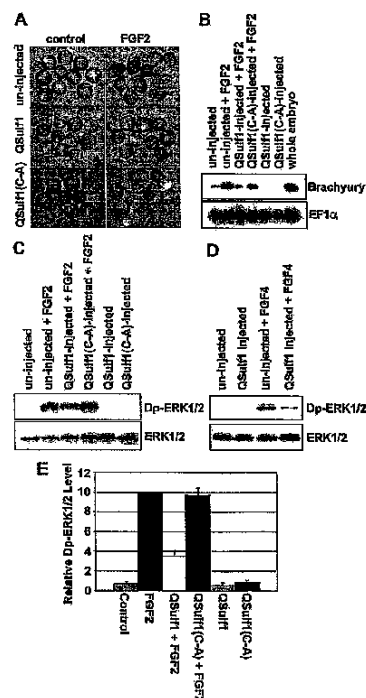 A
control FGF2
un-injected
QSulf1
QSulf1(C-A)
B
un-injected
un-injected + FGF2
QSulf1-injected + FGF2
QSulf1(C-A)-injected + FGF2
QSulf1-injected
QSulf1(C-A)-injected
whole embryo
Brachyury
EF1α
C
un-injected
un-injected + FGF2
QSulf1-injected + FGF2
QSulf1(C-A)-injected + FGF2
QSulf1-injected
QSulf1(C-A)-injected
Dp-ERK1/2
ERK1/2
D
un-injected
QSulf1 injected
un-injected + FGF4
QSulf1 injected + FGF4
Dp-ERK1/2
ERK1/2
E
Relative Dp-ERK1/2 Level
12
10
8
6
4
2
0
Control
FGF2
QSulf1 + FGF2
QSulf1(C-A) + FGF2
QSulf1
QSulf1(C-A)